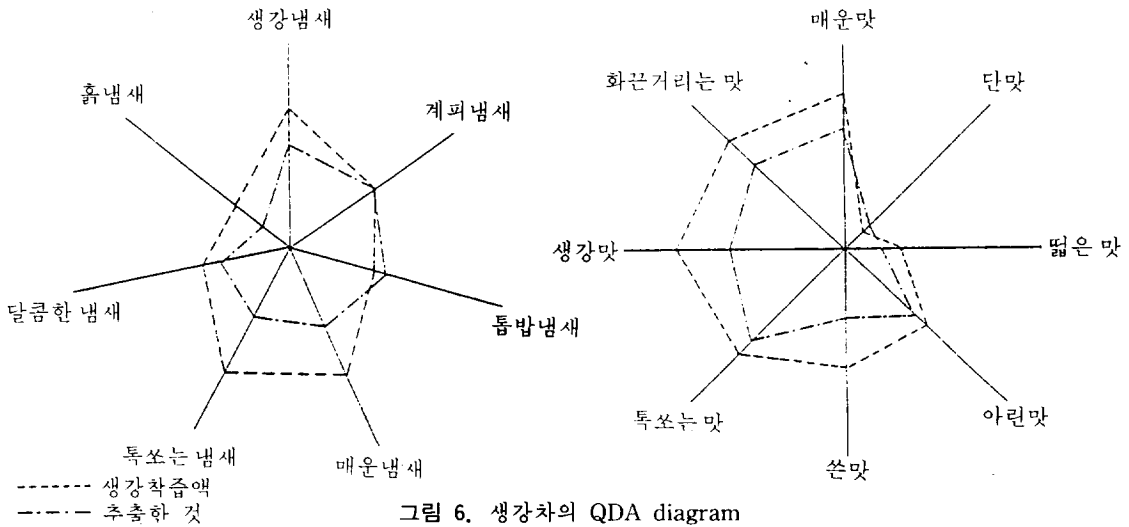 생강냄새
계피냄새
톱밥냄새
매운냄새
톡쏘는 냄새
달콤한 냄새
흙냄새
매운맛
단맛
떫은 맛
아린맛
쓴맛
톡쏘는 맛
생강맛
화끈거리는 맛
생강착즙액
추출한 것
그림 6. 생강차의 QDA diagram